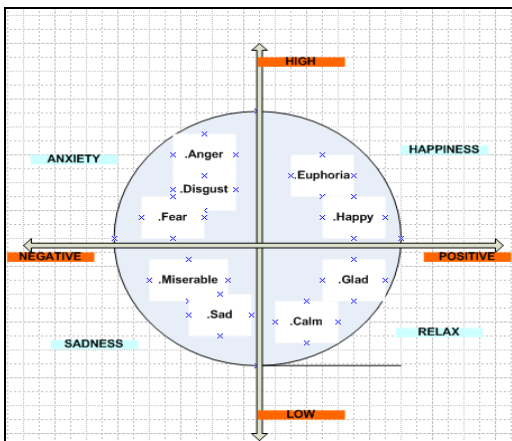 HIGH
HAPPINESS
ANXIETY
.Anger
.Euphoria
.Disgust
.Fear
.Happy
NEGATIVE
POSITIVE
.Miserable
.Glad
.Sad
.Calm
SADNESS
RELAX
LOW